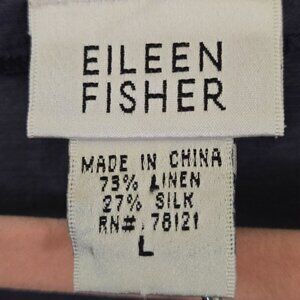 EILEEN
FISHER
MADE IN CHINA
73% LINEN
27% SILK
RN#: 78121
L